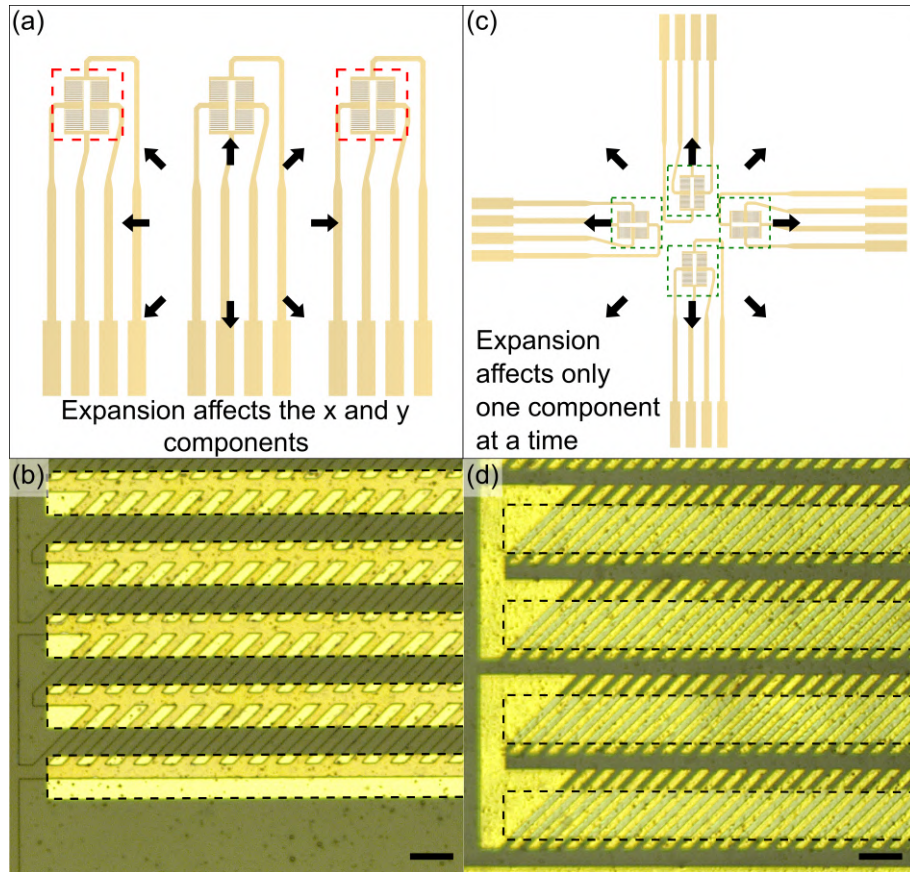 (a)
Expansion affects the x and y
components
(b)
(c)
Expansion
affects only
one component
at a time
(d)